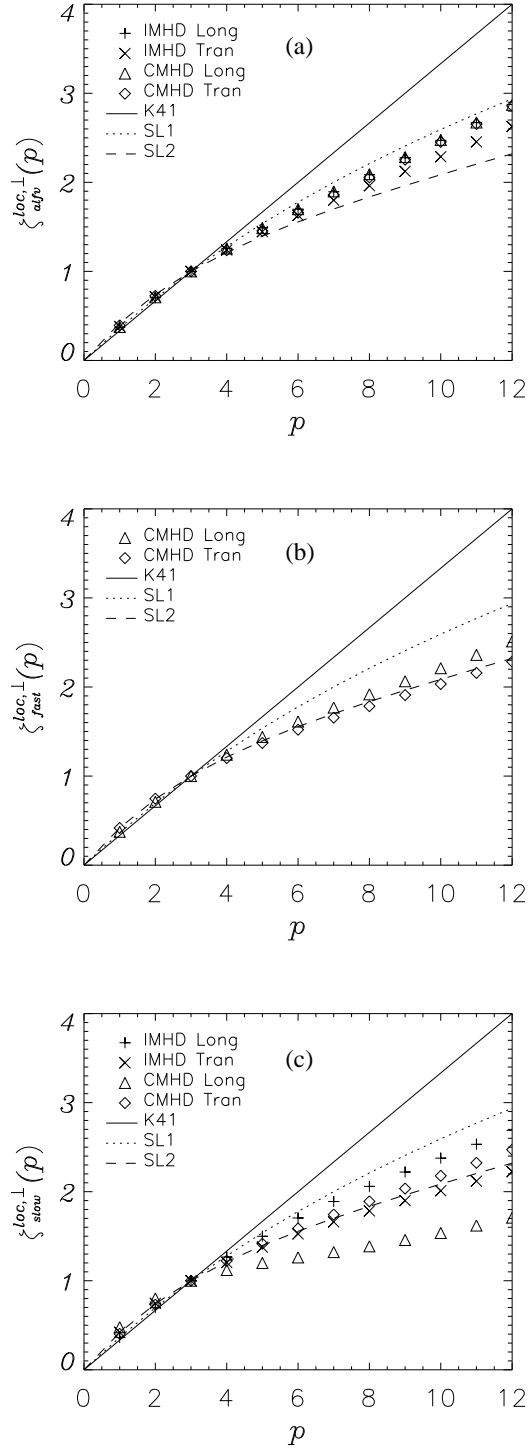 4
3
2
1
0
+ IMHD Long
× IMHD Tran
△ CMHD Long
◇ CMHD Tran
K41
SL1
SL2
(a)
ζ^{loc,⊥}_{alfv}(p)
0 2 4 6 8 10 12
p
4
3
2
1
0
△ CMHD Long
◇ CMHD Tran
K41
SL1
SL2
(b)
ζ^{loc,⊥}_{fast}(p)
0 2 4 6 8 10 12
p
4
3
2
1
0
+ IMHD Long
× IMHD Tran
△ CMHD Long
◇ CMHD Tran
K41
SL1
SL2
(c)
ζ^{loc,⊥}_{slow}(p)
0 2 4 6 8 10 12
p